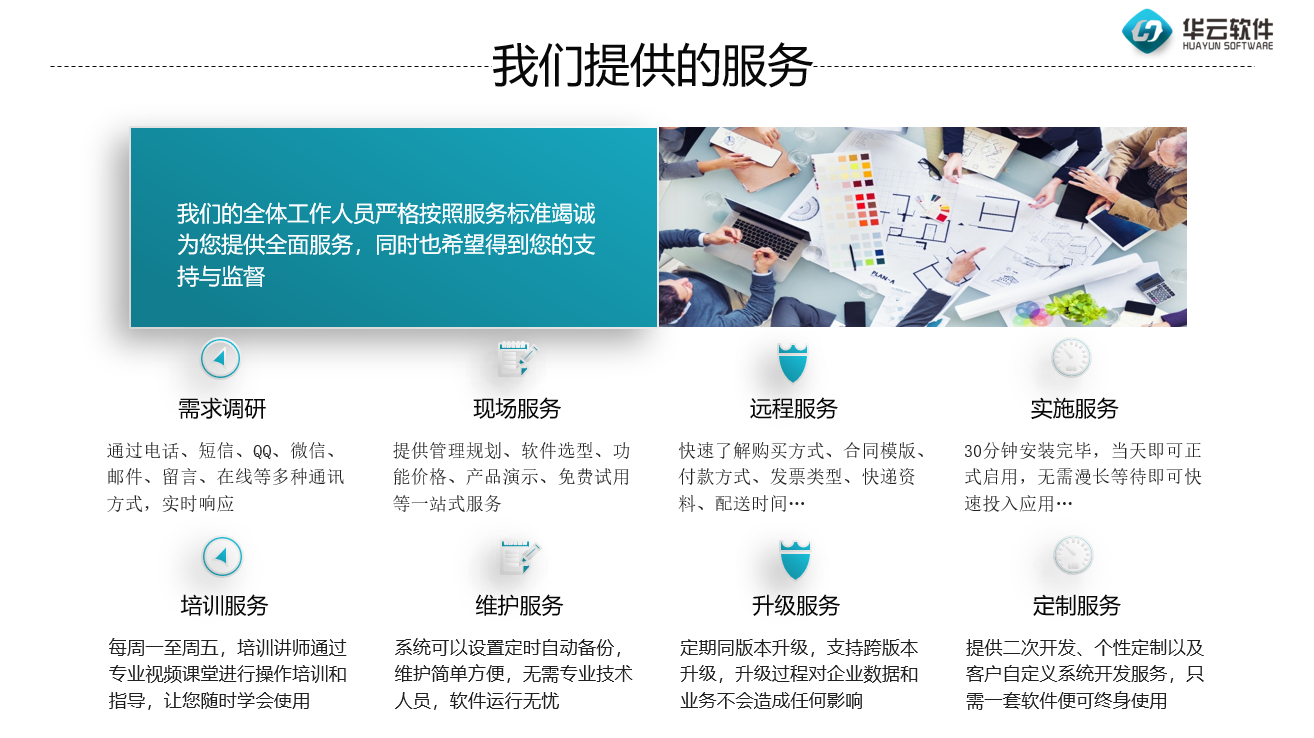 华云软件
HUAYUN SOFTWARE
我们提供的服务
我们的全体工作人员严格按照服务标准竭诚
为您提供全面服务，同时也希望得到您的支
持与监督
PLAN-A
需求调研
通过电话、短信、QQ、微信、
邮件、留言、在线等多种通讯
方式，实时响应
现场服务
提供管理规划、软件选型、功
能价格、产品演示、免费试用
等一站式服务
远程服务
快速了解购买方式、合同模版、
付款方式、发票类型、快递资
料、配送时间…
实施服务
30分钟安装完毕，当天即可正
式启用，无需漫长等待即可快
速投入应用…
培训服务
每周一至周五，培训讲师通过
专业视频课堂进行操作培训和
指导，让您随时学会使用
维护服务
系统可以设置定时自动备份，
维护简单方便，无需专业技术
人员，软件运行无忧
升级服务
定期同版本升级，支持跨版本
升级，升级过程对企业数据和
业务不会造成任何影响
定制服务
提供二次开发、个性定制以及
客户自定义系统开发服务，只
需一套软件便可终身使用